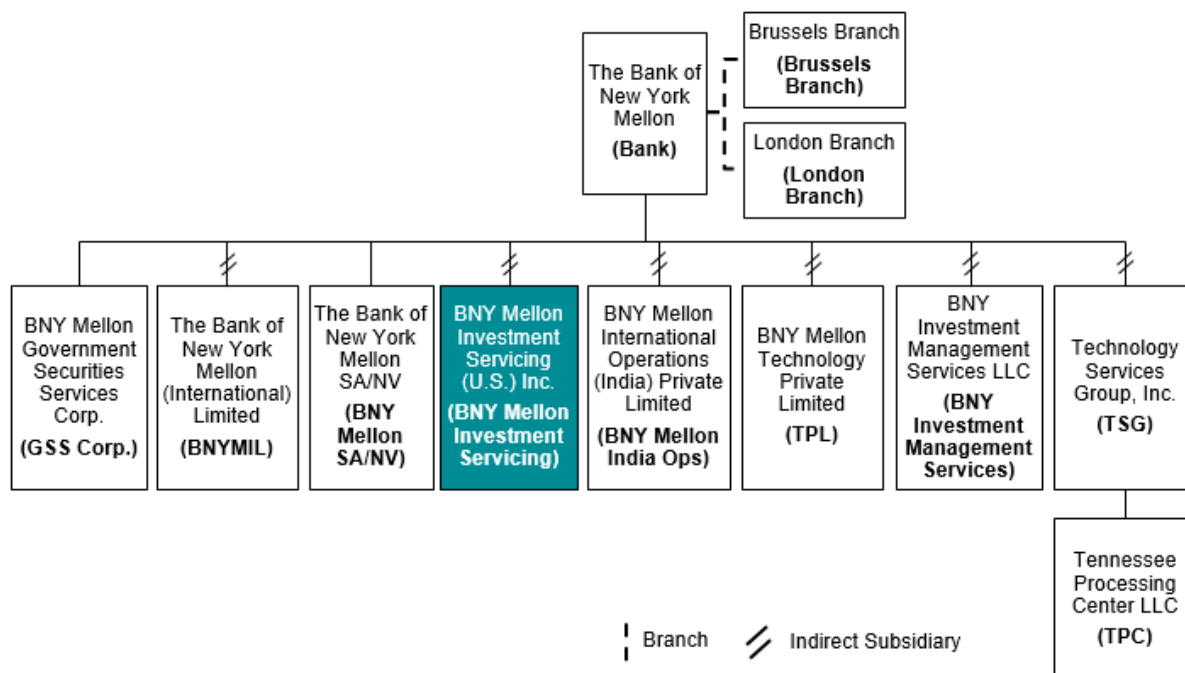 Brussels Branch
(Brussels
Branch)
The Bank of
New York
Mellon
(Bank)
London Branch
(London
Branch)
BNY Mellon
Government
Securities
Services
Corp.
(GSS Corp.)
The Bank of
New York
Mellon
(International)
Limited
(BNYMIL)
The Bank of
New York
Mellon
SA/NV
(BNY
Mellon
SA/NV)
BNY Mellon
Investment
Servicing
(U.S.) Inc.
(BNY Mellon
Investment
Servicing)
BNY Mellon
International
Operations
(India) Private
Limited
(BNY Mellon
India Ops)
BNY Mellon
Technology
Private
Limited
(TPL)
BNY
Investment
Management
Services LLC
(BNY
Investment
Management
Services)
Technology
Services
Group, Inc.
(TSG)
Tennessee
Processing
Center LLC
(TPC)
Branch
Indirect Subsidiary